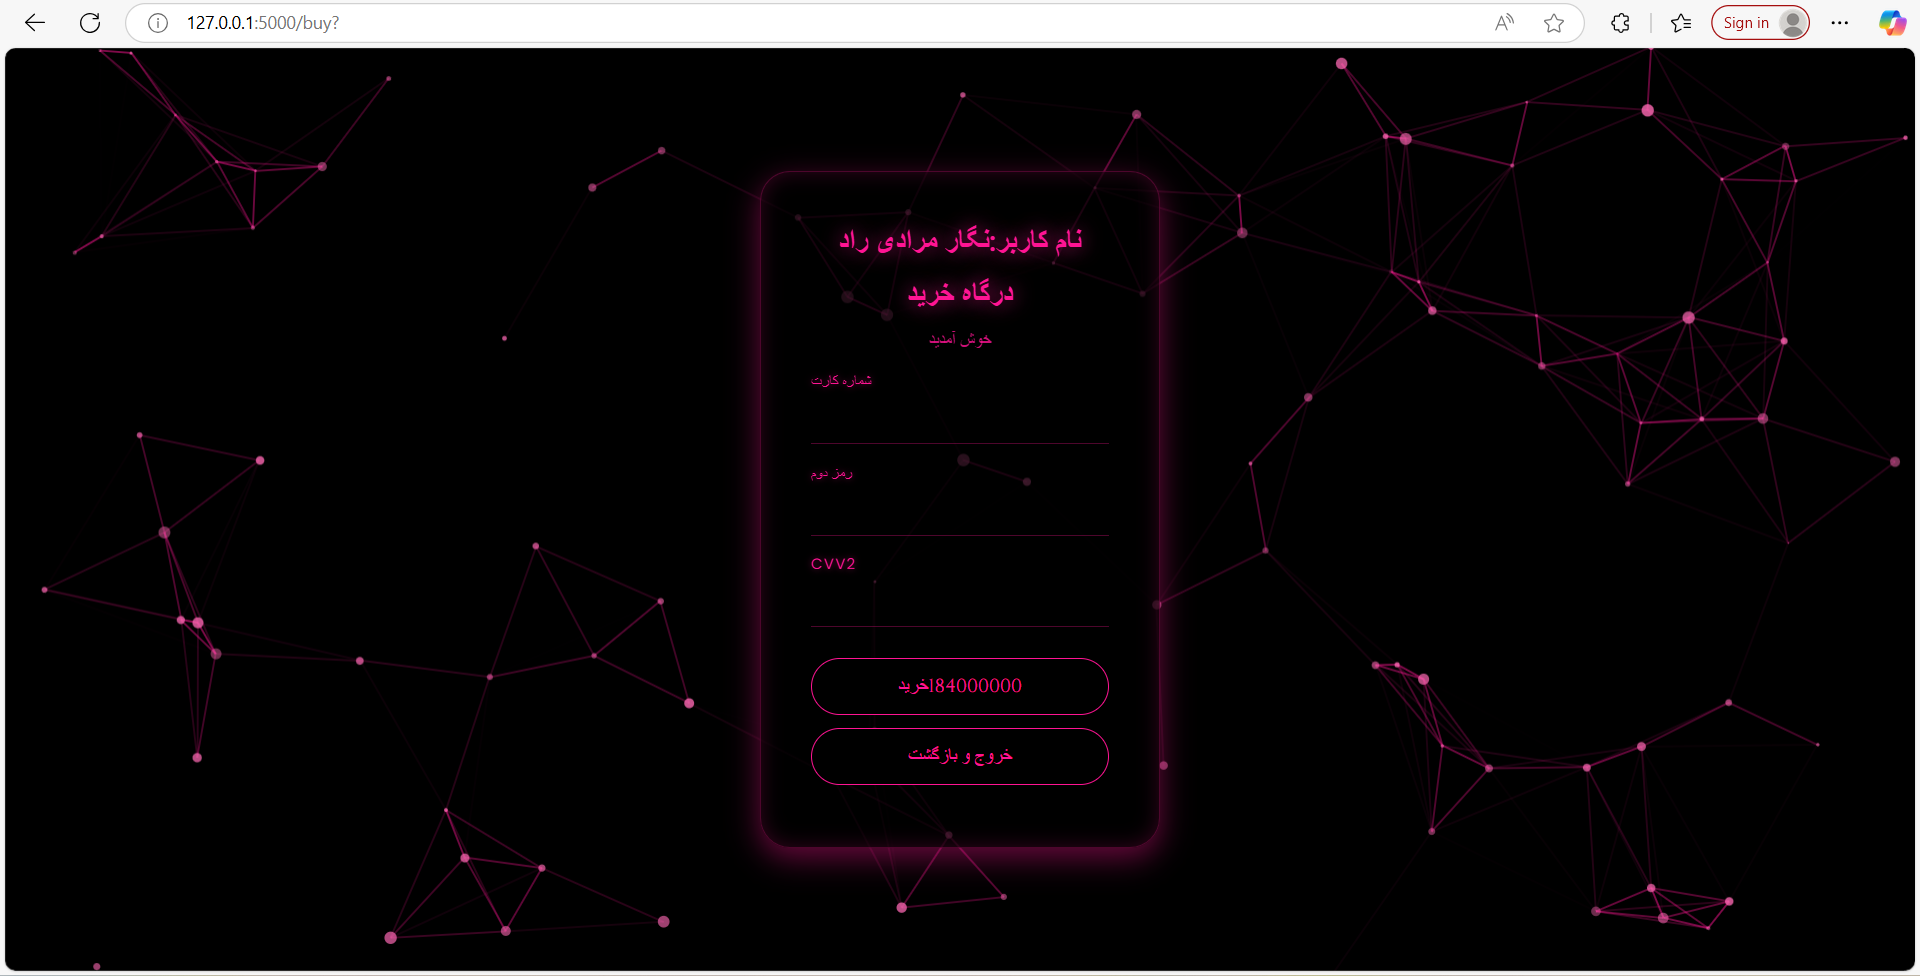 127.0.0.1:5000/buy?
Sign in
نام کاربر:نگار مرادی راد
درگاه خرید
خوش آمدید
شماره کارت
رمز دوم
CVV2
خرید184000000
خروج و بازگشت